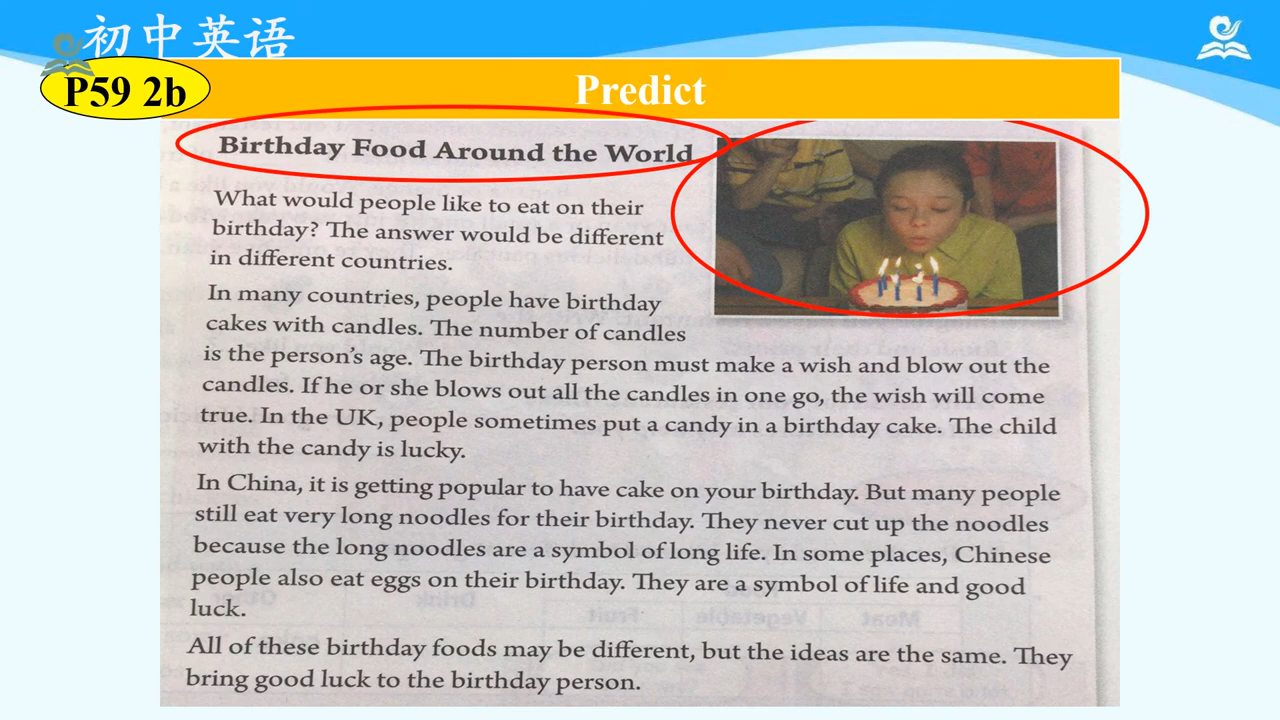 初中英语
P59 2b
Predict
Birthday Food Around the World
What would people like to eat on their
birthday? The answer would be different
in different countries.
In many countries, people have birthday
cakes with candles. The number of candles
is the person's age. The birthday person must make a wish and blow out the
candles. If he or she blows out all the candles in one go, the wish will come
true. In the UK, people sometimes put a candy in a birthday cake. The child
with the candy is lucky.
In China, it is getting popular to have cake on your birthday. But many people
still eat very long noodles for their birthday. They never cut up the noodles
because the long noodles are a symbol of long life. In some places, Chinese
people also eat eggs on their birthday. They are a symbol of life and good
luck.
All of these birthday foods may be different, but the ideas are the same. They
bring good luck to the birthday person.